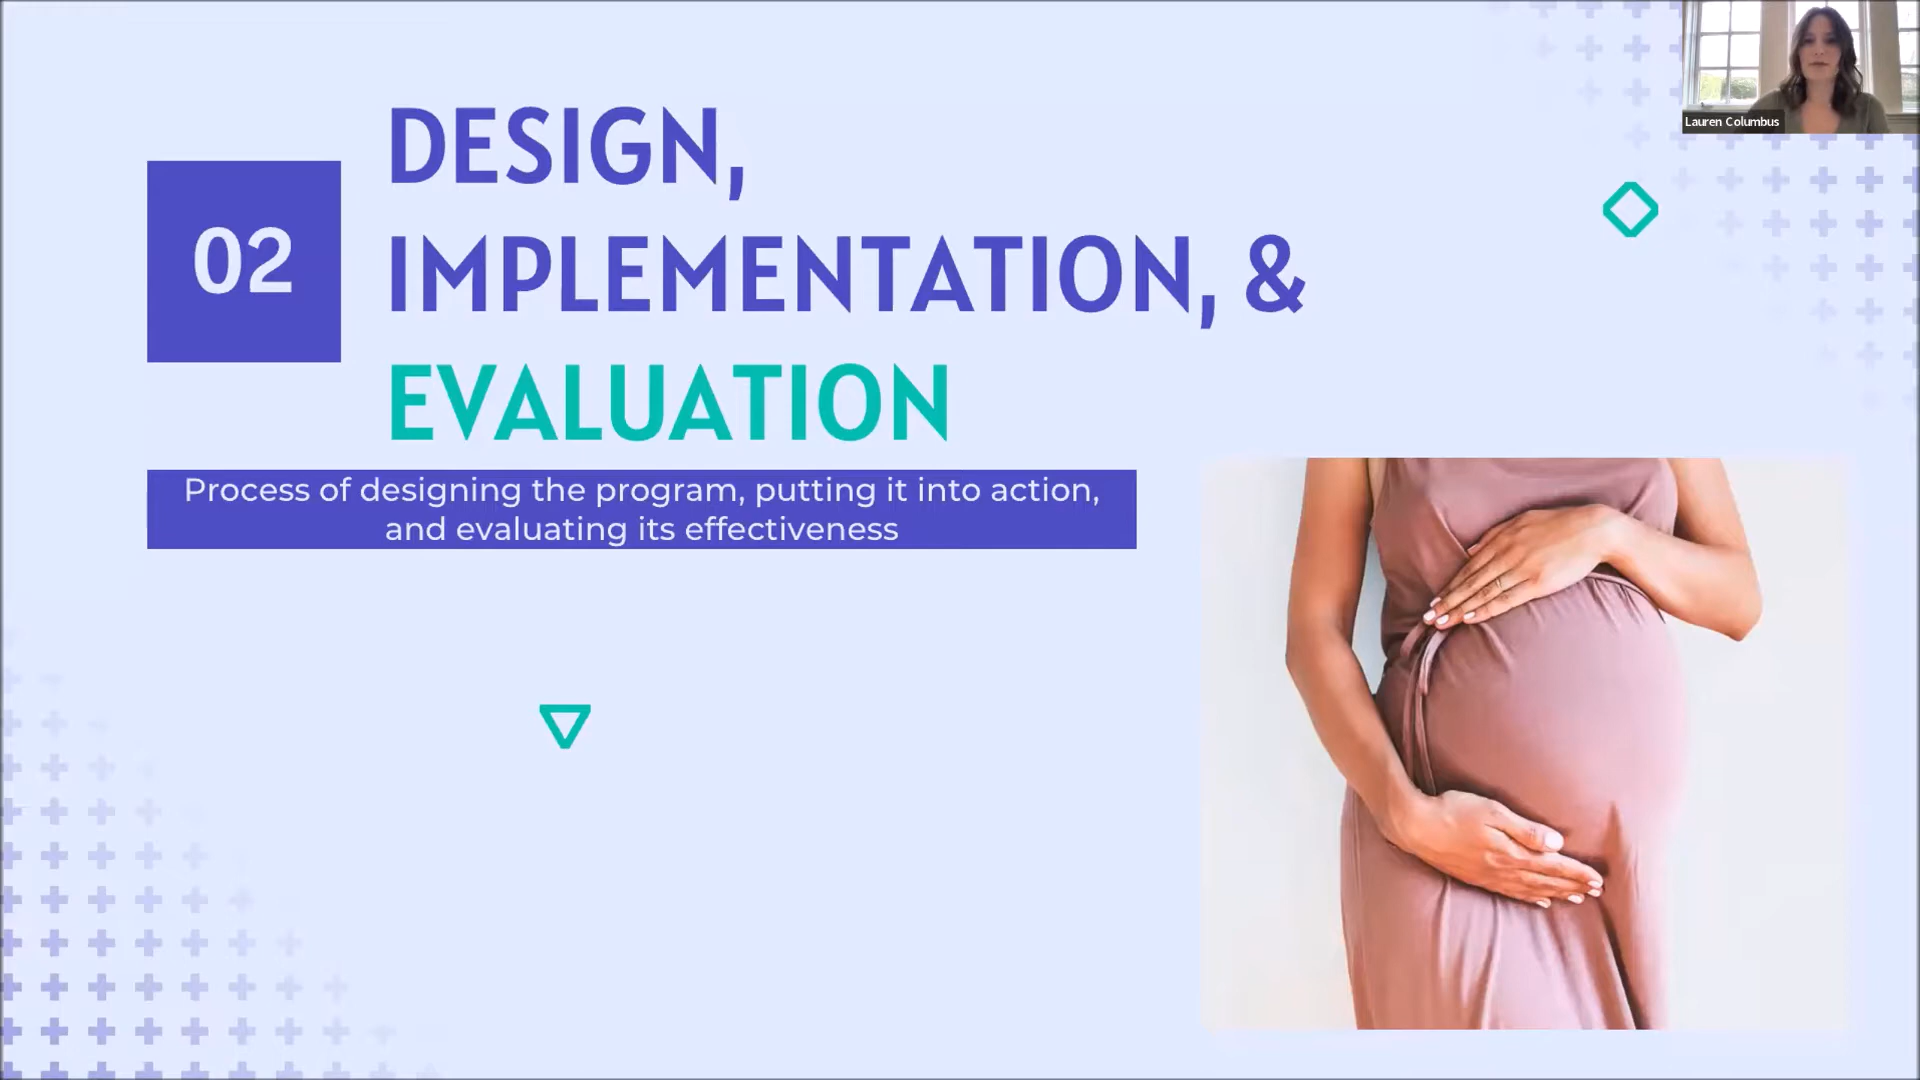 Lauren Columbus
02
DESIGN,
IMPLEMENTATION, &
EVALUATION
Process of designing the program, putting it into action,
and evaluating its effectiveness